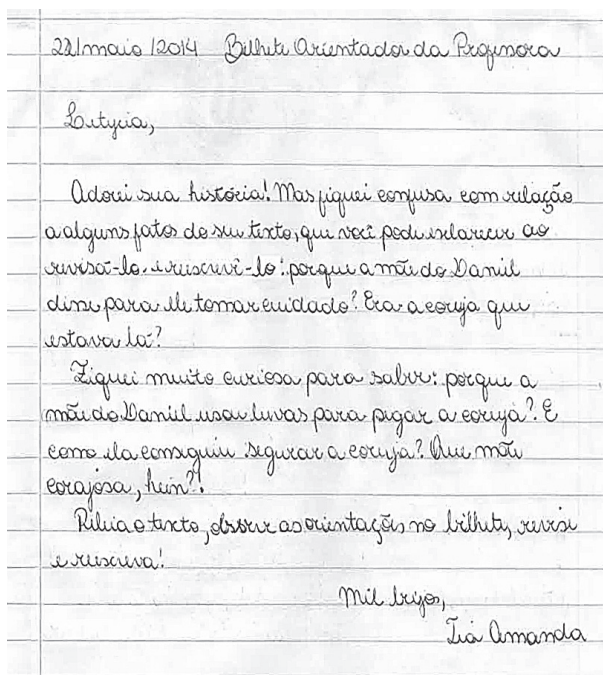 22/maio/2014 Bilhete Orientador da Professora
Letycia,
Adorei sua história! Mas fiquei confusa com relação
a alguns fatos do seu texto, que você pode esclarecer ao
revisá-lo e reescrevê-lo: porque a mãe do Daniel
disse para ele tomar cuidado? Era a coruja que
estava lá?
Fiquei muito curiosa para saber: porque a
mãe do Daniel usou luvas para pegar a coruja? E
como ela conseguiu segurar a coruja? Que mãe
corajosa, hein?!
Releia o texto, observe as orientações no bilhete, revise
e reescreva!
Mil beijos,
Tia Amanda